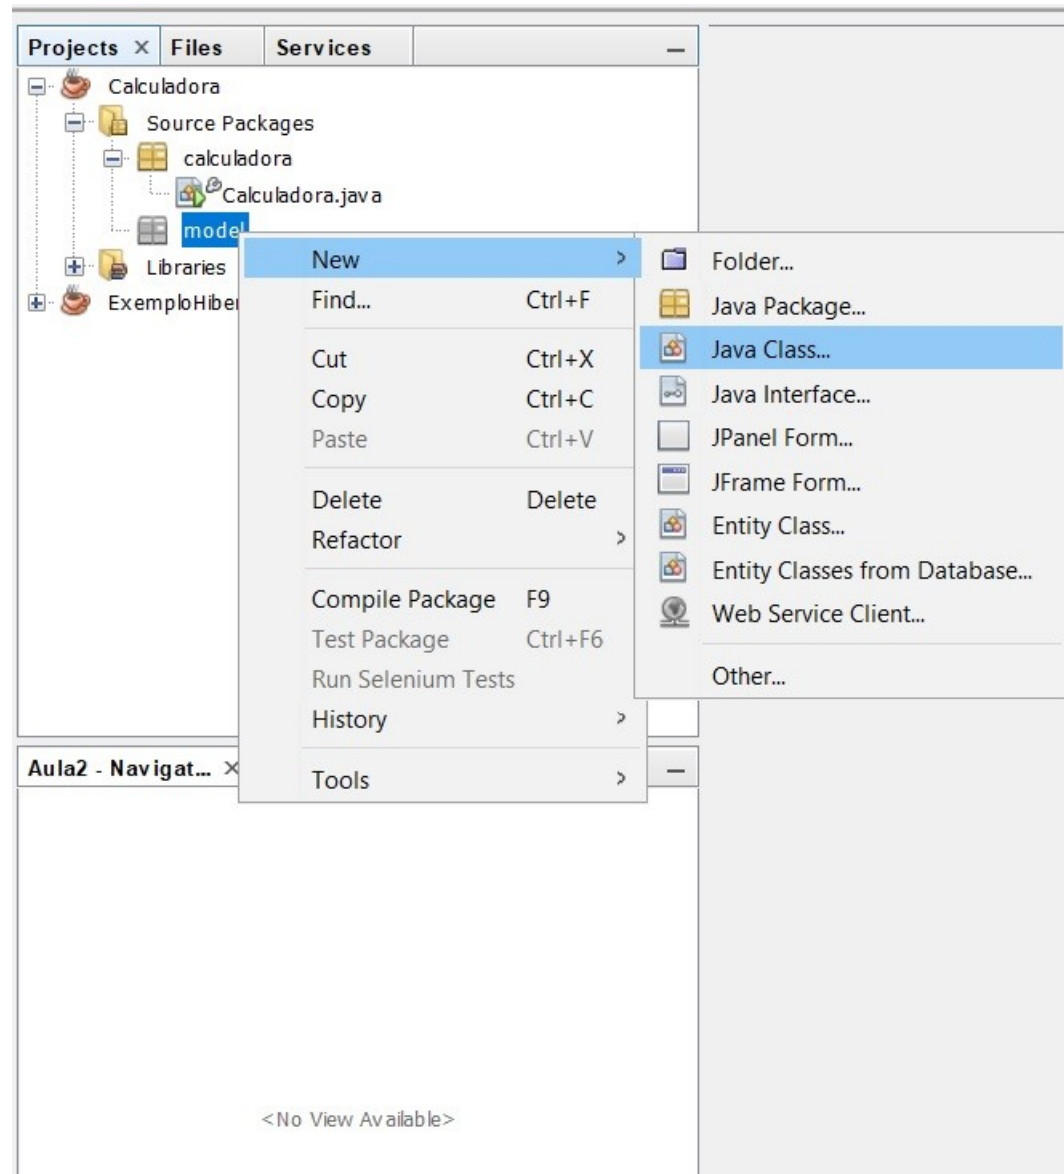 Projects × Files Services
Calculadora
Source Packages
calculadora
Calculadora.java
model
Libraries
ExemploHiber
New >
Find... Ctrl+F
Cut Ctrl+X
Copy Ctrl+C
Paste Ctrl+V
Delete Delete
Refactor >
Compile Package F9
Test Package Ctrl+F6
Run Selenium Tests
History >
Tools >
Folder...
Java Package...
Java Class...
Java Interface...
JPanel Form...
JFrame Form...
Entity Class...
Entity Classes from Database...
Web Service Client...
Other...
Aula2 - Navigat... ×
<No View Available>